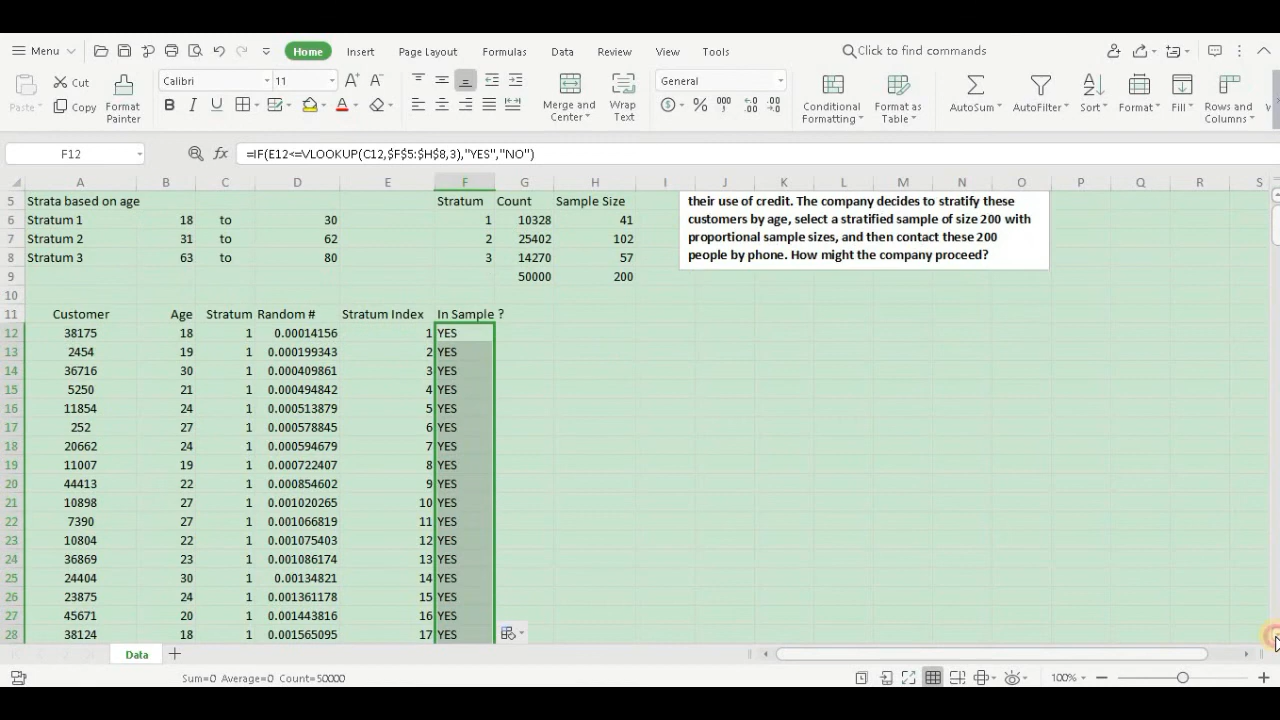 Menu Home Insert Page Layout Formulas Data Review View Tools Click to find commands
Paste Cut Copy Format Painter Calibri 11 A+ A- B I U A Merge and Center Wrap Text General % 000 Conditional Formatting Format as Table AutoSum AutoFilter Sort Format Fill Rows and Columns
F12 fx =IF(E12<=VLOOKUP(C12,$F$5:$H$8,3),"YES","NO")
A B C D E F G H I J K L M N O P Q R S
5 Strata based on age Stratum Count Sample Size
6 Stratum 1 18 to 30 1 10328 41
7 Stratum 2 31 to 62 2 25402 102
8 Stratum 3 63 to 80 3 14270 57
9 50000 200
their use of credit. The company decides to stratify these
customers by age, select a stratified sample of size 200 with
proportional sample sizes, and then contact these 200
people by phone. How might the company proceed?
10
11 Customer Age Stratum Random # Stratum Index In Sample ?
12 38175 18 1 0.00014156 1 YES
13 2454 19 1 0.000199343 2 YES
14 36716 30 1 0.000409861 3 YES
15 5250 21 1 0.000494842 4 YES
16 11854 24 1 0.000513879 5 YES
17 252 27 1 0.000578845 6 YES
18 20662 24 1 0.000594679 7 YES
19 11007 19 1 0.000722407 8 YES
20 44413 22 1 0.000854602 9 YES
21 10898 27 1 0.001020265 10 YES
22 7390 27 1 0.001066819 11 YES
23 10804 22 1 0.001075403 12 YES
24 36869 23 1 0.001086174 13 YES
25 24404 30 1 0.00134821 14 YES
26 23875 24 1 0.001361178 15 YES
27 45671 20 1 0.001443816 16 YES
28 38124 18 1 0.001565095 17 YES
Data
Sum=0 Average=0 Count=50000 100%